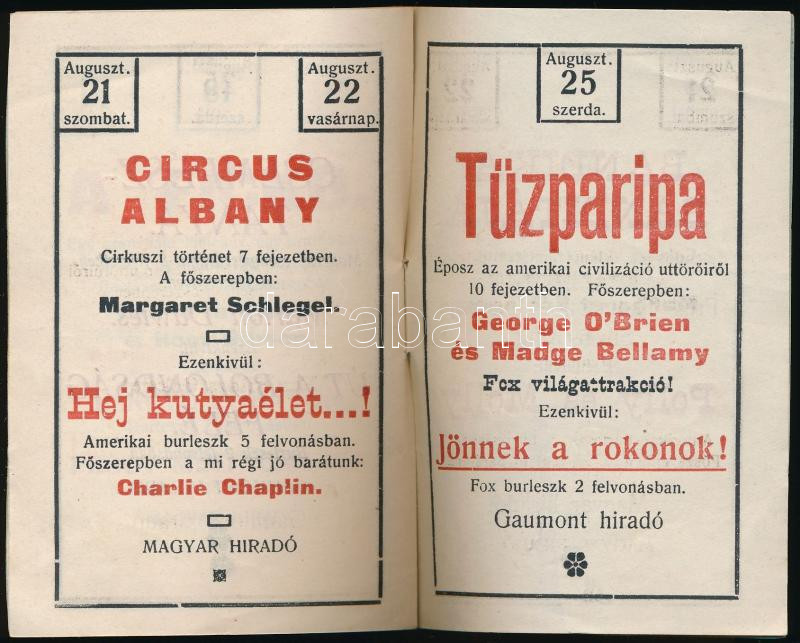 Auguszt.
21
szombat.
Auguszt.
22
vasárnap.
CIRCUS
ALBANY
Cirkuszi történet 7 fejezetben.
A főszerepben:
Margaret Schlegel.
Ezenkivül :
Hej kutyaélet...!
Amerikai burleszk 5 felvonásban.
Főszerepben a mi régi jó barátunk:
Charlie Chaplin.
MAGYAR HIRADÓ
Auguszt.
25
szerda.
Tűzparipa
Éposz az amerikai civilizáció uttörőiről
10 fejezetben. Főszerepben:
George O'Brien
és Madge Bellamy
Fox világattrakció!
Ezenkivül:
Jönnek a rokonok!
Fox burleszk 2 felvonásban.
Gaumont hiradó
darabanth